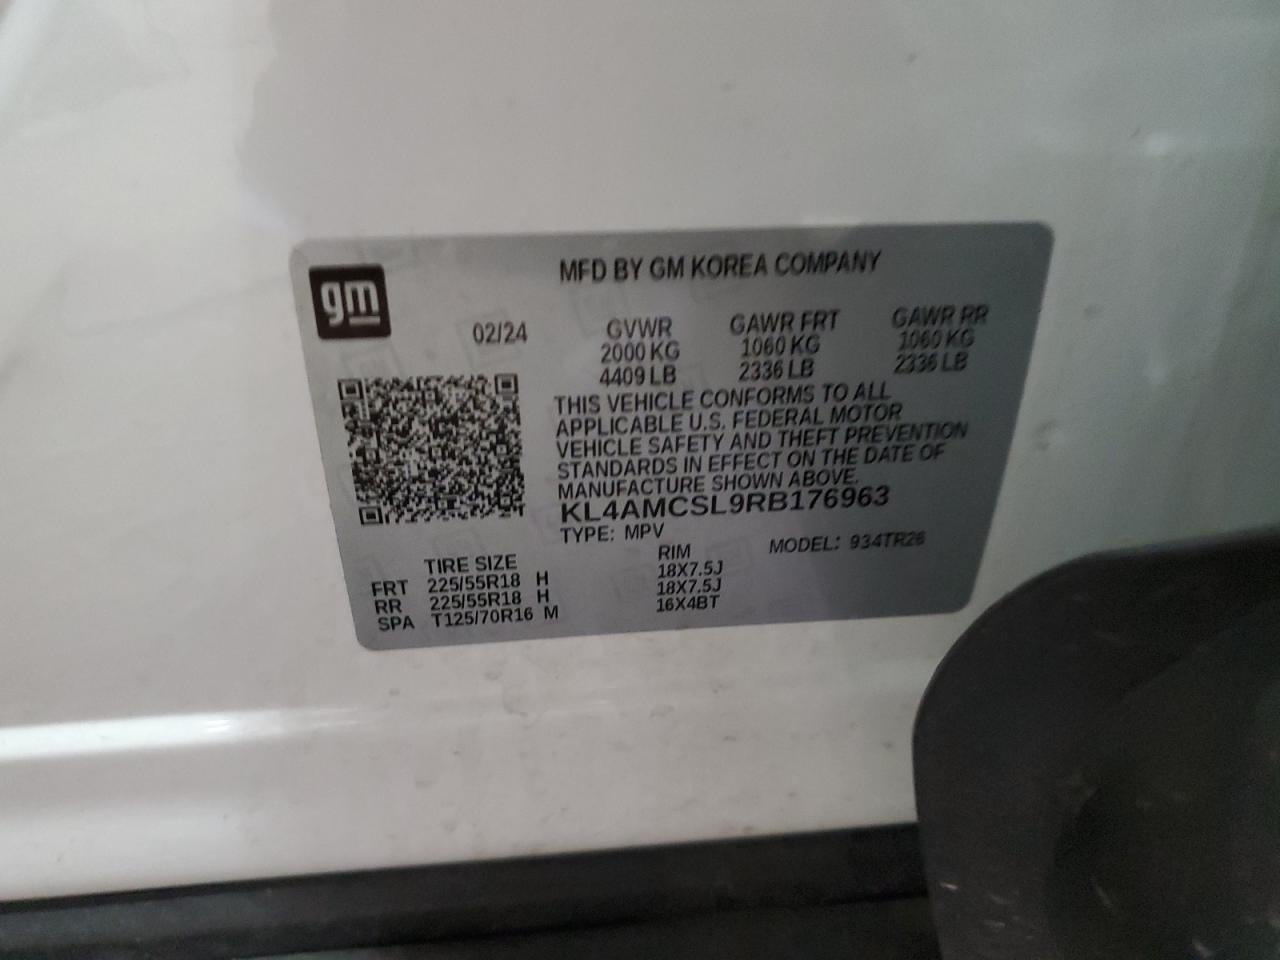 gm
MFD BY GM KOREA COMPANY
02/24 GVWR GAWR FRT GAWR RR
2000 KG 1060 KG 1060 KG
4409 LB 2336 LB 2336 LB
THIS VEHICLE CONFORMS TO ALL
APPLICABLE U.S. FEDERAL MOTOR
VEHICLE SAFETY AND THEFT PREVENTION
STANDARDS IN EFFECT ON THE DATE OF
MANUFACTURE SHOWN ABOVE.
KL4AMCSL9RB176963
TYPE: MPV MODEL: 934TR26
TIRE SIZE RIM
FRT 225/55R18 H 18X7.5J
RR 225/55R18 H 18X7.5J
SPA T125/70R16 M 16X4BT